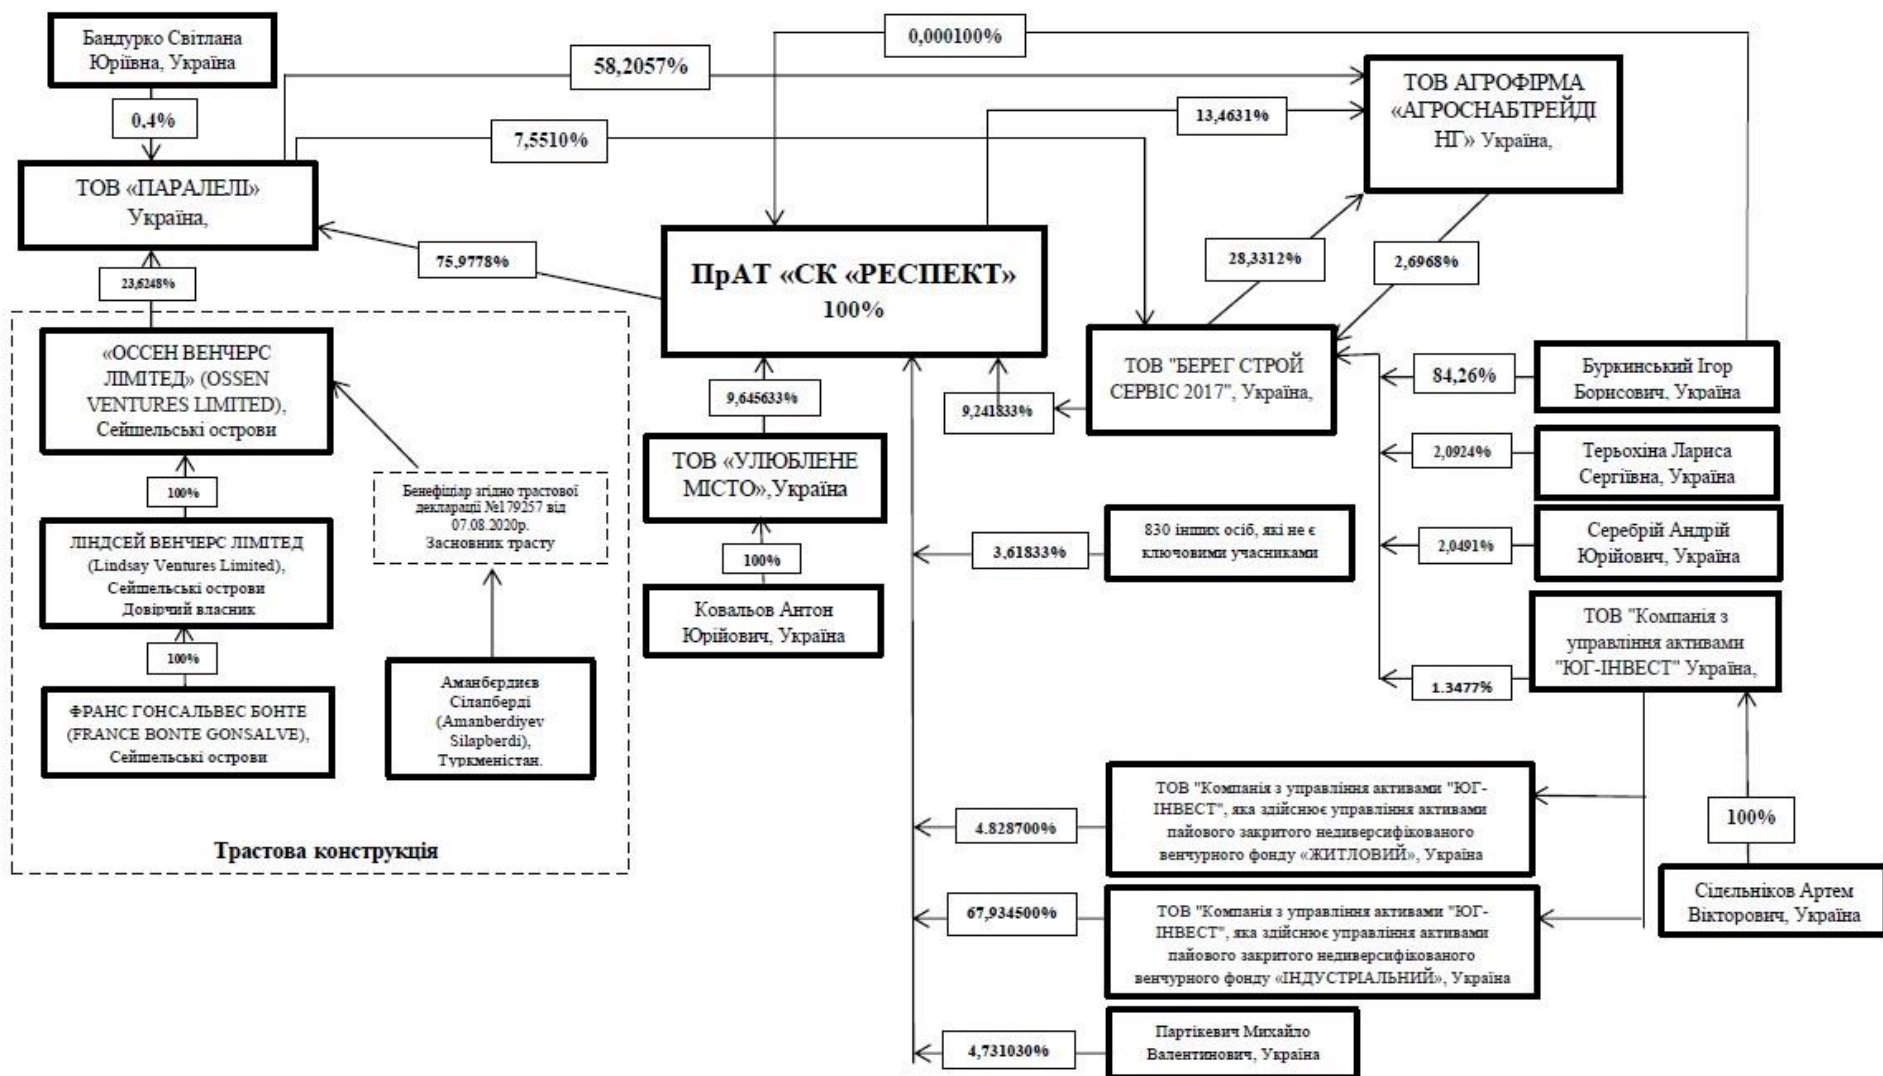 Бандурко Світлана
Юріївна, Україна
0,4%
58,2057%
0,000100%
ТОВ АГРОФІРМА
«АГРОСНАБТРЕЙДІ
НГ» Україна,
13,4631%
7,5510%
ТОВ «ПАРАЛЕЛІ»
Україна,
75,9778%
ПрАТ «СК «РЕСПЕКТ»
100%
28,3312%
2,6968%
23,6248%
«ОССЕН ВЕНЧЕРС
ЛІМІТЕД» (OSSEN
VENTURES LIMITED),
Сейшельські острови
9,645633%
9,241833%
ТОВ "БЕРЕГ СТРОЙ
СЕРВІС 2017", Україна,
84,26%
Буркинський Ігор
Борисович, Україна
ТОВ «УЛЮБЛЕНЕ
МІСТО»,Україна
2,0924%
Терьохіна Лариса
Сергіївна, Україна
100%
Бенефіціар згідно трастової
декларації №179257 від
07.08.2020р.
Засновник трасту
ЛІНДСЕЙ ВЕНЧЕРС ЛІМІТЕД
(Lindsay Ventures Limited),
Сейшельські острови
Довірчий власник
100%
3,61833%
830 інших осіб, які не є
ключовими учасниками
2,0491%
Серебрій Андрій
Юрійович, Україна
Ковальов Антон
Юрійович, Україна
ТОВ "Компанія з
управління активами
"ЮГ-ІНВЕСТ" Україна,
1.3477%
100%
ФРАНС ГОНСАЛЬВЕС БОНТЕ
(FRANCE BONTE GONSALVE),
Сейшельські острови
Аманбєрдиєв
Сілапберді
(Amanberdiyev
Silapberdi),
Туркменістан.
Трастова конструкція
4.828700%
ТОВ "Компанія з управління активами "ЮГ-
ІНВЕСТ", яка здійснює управління активами
пайового закритого недиверсифікованого
венчурного фонду «ЖИТЛОВИЙ», Україна
100%
Сідєльніков Артем
Вікторович, Україна
67,934500%
ТОВ "Компанія з управління активами "ЮГ-
ІНВЕСТ", яка здійснює управління активами
пайового закритого недиверсифікованого
венчурного фонду «ІНДУСТРІАЛЬНИЙ», Україна
4,731030%
Партікевич Михайло
Валентинович, Україна